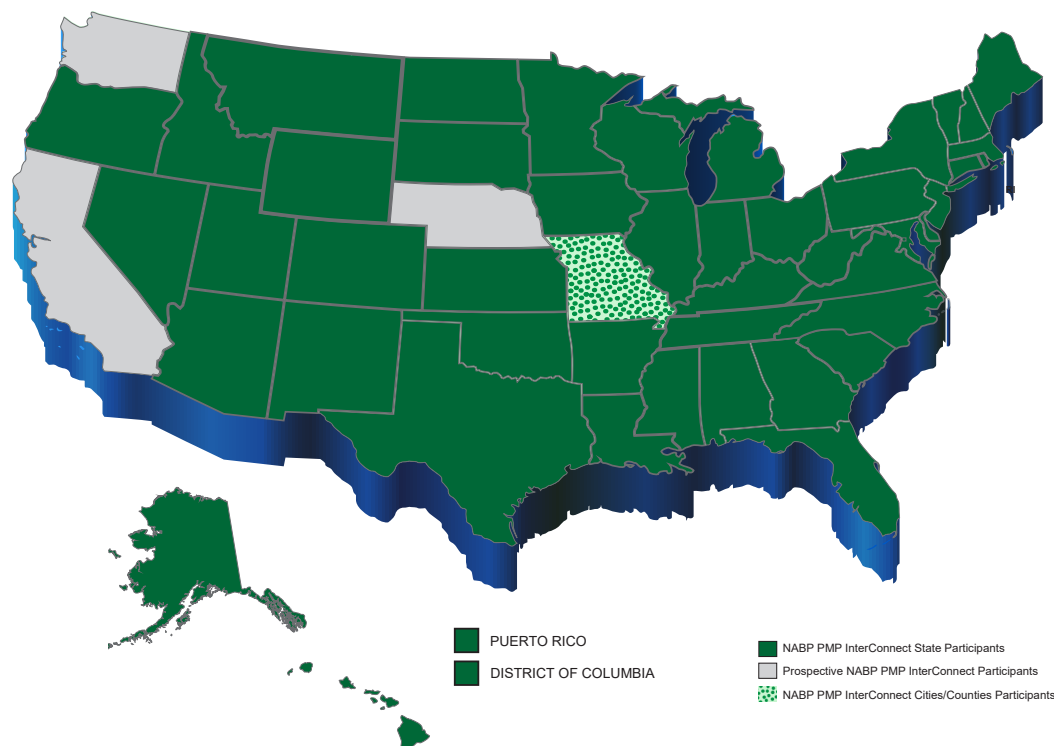 PUERTO RICO
DISTRICT OF COLUMBIA
NABP PMP InterConnect State Participants
Prospective NABP PMP InterConnect Participants
NABP PMP InterConnect Cities/Counties Participants